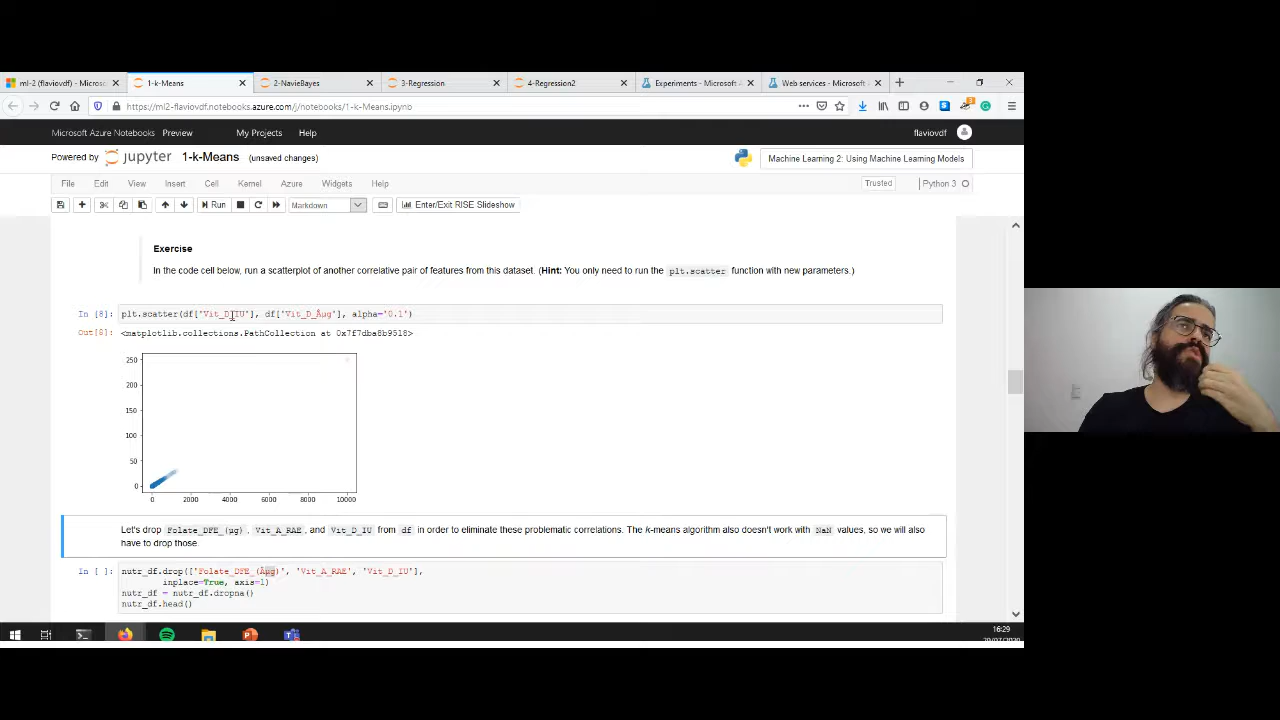 ml-2 (flaviovdf) - Microso
1-k-Means
2-NavieBayes
3-Regression
4-Regression2
Experiments - Microsoft A
Web services - Microsoft
https://ml2-flaviovdf.notebooks.azure.com/j/notebooks/1-k-Means.ipynb
Microsoft Azure Notebooks Preview My Projects Help flaviovdf
Powered by jupyter 1-k-Means (unsaved changes) Machine Learning 2: Using Machine Learning Models
File Edit View Insert Cell Kernel Azure Widgets Help Trusted Python 3
Run Markdown Enter/Exit RISE Slideshow
Exercise
In the code cell below, run a scatterplot of another correlative pair of features from this dataset. (Hint: You only need to run the plt.scatter function with new parameters.)
In [8]: plt.scatter(df['Vit_D_IU'], df['Vit_D_Âµg'], alpha='0.1')
Out[8]: <matplotlib.collections.PathCollection at 0x7f7dba8b9518>
250
200
150
100
50
0
0 2000 4000 6000 8000 10000
Let's drop Folate_DFE_(µg) , Vit_A_RAE, and Vit_D_IU from df in order to eliminate these problematic correlations. The k-means algorithm also doesn't work with NaN values, so we will also
have to drop those.
In [ ]: nutr_df.drop(['Folate_DFE_(Âµg)', 'Vit_A_RAE', 'Vit_D_IU'],
inplace=True, axis=1)
nutr_df = nutr_df.dropna()
nutr_df.head()
16:29